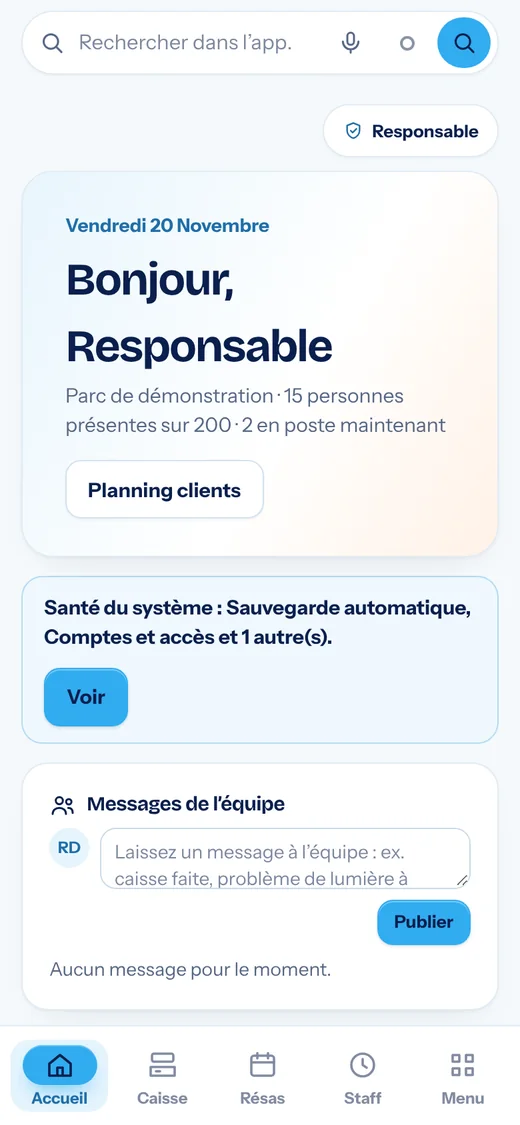 Rechercher dans l’app.
Responsable
Vendredi 20 Novembre
Bonjour,
Responsable
Parc de démonstration · 15 personnes
présentes sur 200 · 2 en poste maintenant
Planning clients
Santé du système : Sauvegarde automatique,
Comptes et accès et 1 autre(s).
Voir
Messages de l’équipe
RD
Laissez un message à l’équipe : ex.
caisse faite, problème de lumière à
Publier
Aucun message pour le moment.
Accueil
Caisse
Résas
Staff
Menu